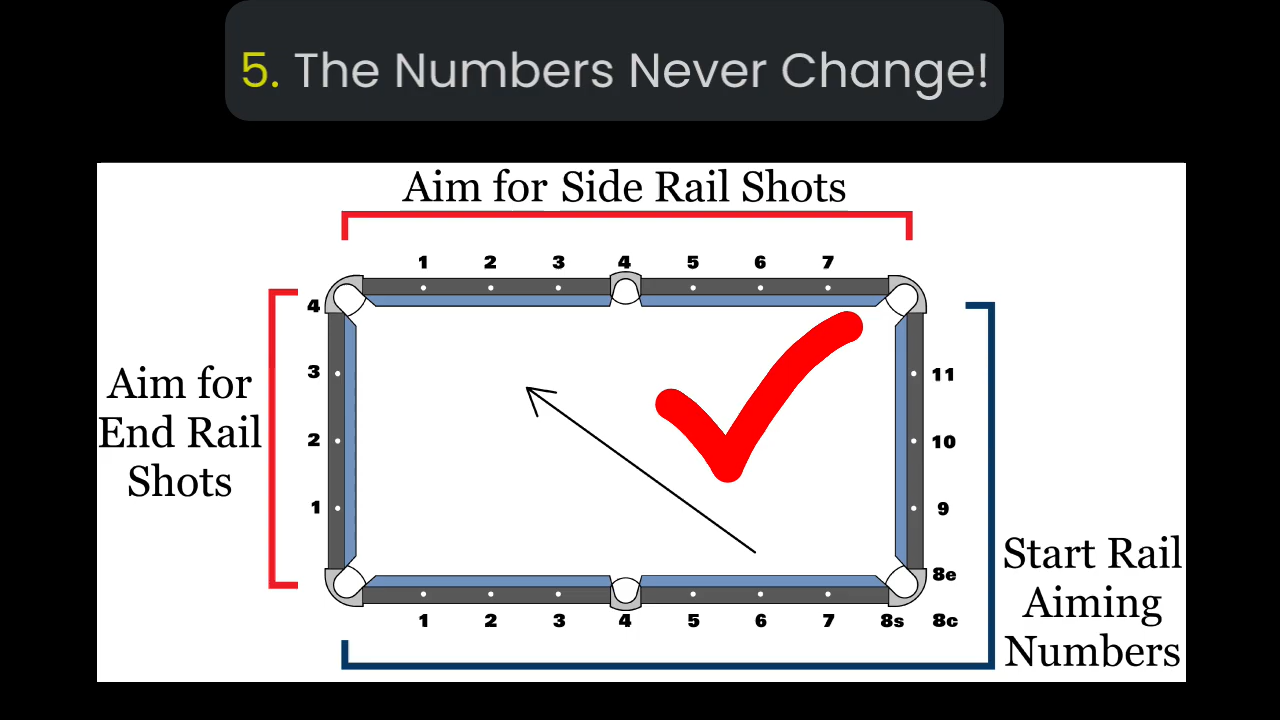 5. The Numbers Never Change!
Aim for Side Rail Shots
1 2 3 4 5 6 7
4
3
2
1
Aim for
End Rail
Shots
11
10
9
8e
1 2 3 4 5 6 7 8s 8c
Start Rail
Aiming
Numbers